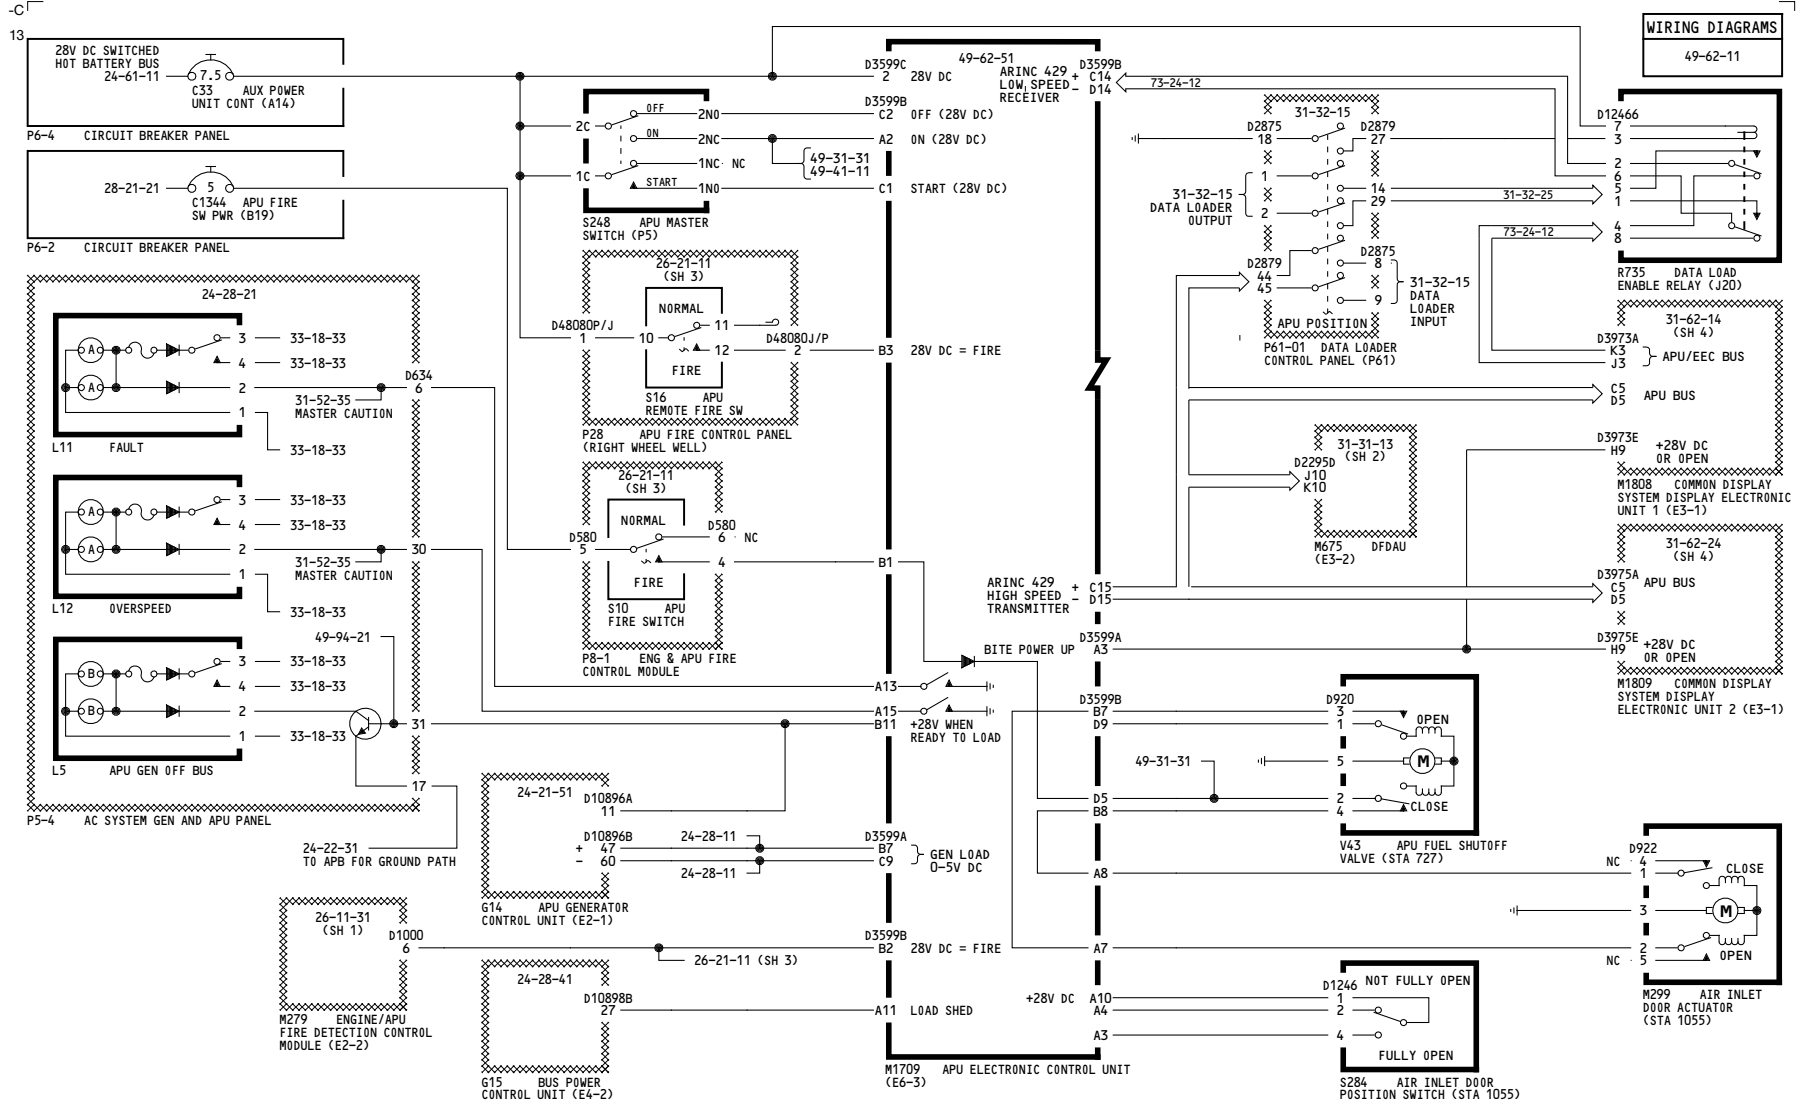 -C
13
WIRING DIAGRAMS
49-62-11
28V DC SWITCHED
HOT BATTERY BUS
24-61-11
7.5
C33 AUX POWER
UNIT CONT (A14)
P6-4 CIRCUIT BREAKER PANEL
28-21-21
5
C1344 APU FIRE
SW PWR (B19)
P6-2 CIRCUIT BREAKER PANEL
24-28-21
A
A
3 33-18-33
4 33-18-33
2
31-52-35
MASTER CAUTION
1
33-18-33
L11 FAULT
D634
6
A
A
3 33-18-33
4 33-18-33
2
31-52-35
MASTER CAUTION
1
33-18-33
L12 OVERSPEED
30
49-94-21
B
B
3 33-18-33
4 33-18-33
2
1 33-18-33
L5 APU GEN OFF BUS
31
17
P5-4 AC SYSTEM GEN AND APU PANEL
24-22-31
TO APB FOR GROUND PATH
26-11-31
(SH 1)
D1000
6
M279 ENGINE/APU
FIRE DETECTION CONTROL
MODULE (E2-2)
24-21-51
D10896A
11
D10896B
+ 47
- 60
24-28-11
24-28-11
G14 APU GENERATOR
CONTROL UNIT (E2-1)
26-21-11 (SH 3)
24-28-41
D10898B
27
G15 BUS POWER
CONTROL UNIT (E4-2)
2C
1C
OFF
ON
START
2NO
2NC
1NC NC
1NO
49-31-31
49-41-11
S248 APU MASTER
SWITCH (P5)
26-21-11
(SH 3)
NORMAL
FIRE
D48080P/J
1
10
11
12
D48080J/P
2
S16 APU
REMOTE FIRE SW
P28 APU FIRE CONTROL PANEL
(RIGHT WHEEL WELL)
26-21-11
(SH 3)
NORMAL
FIRE
D580
5
D580
6 NC
4
S10 APU
FIRE SWITCH
P8-1 ENG & APU FIRE
CONTROL MODULE
49-62-51
D3599C
2 28V DC
D3599B
C2 OFF (28V DC)
A2 ON (28V DC)
C1 START (28V DC)
B3 28V DC = FIRE
B1
A13
A15
B11 +28V WHEN
READY TO LOAD
D3599A
B7
C9
GEN LOAD
0-5V DC
D3599B
B2 28V DC = FIRE
A11 LOAD SHED
M1709 APU ELECTRONIC CONTROL UNIT
(E6-3)
ARINC 429
LOW SPEED
RECEIVER
+
-
D3599B
C14
D14
73-24-12
ARINC 429
HIGH SPEED
TRANSMITTER
+ C15
- D15
D3599A
BITE POWER UP A3
D3599B
B7
D9
D5
B8
A8
A7
+28V DC A10
A4
A3
31-32-15
D2875
18
1
2
31-32-15
DATA LOADER
OUTPUT
D2879
44
45
D2879
27
14
29
D2875
8
9
31-32-15
DATA
LOADER
INPUT
APU POSITION
P61-01 DATA LOADER
CONTROL PANEL (P61)
31-32-25
73-24-12
D12466
7
3
2
6
5
1
4
8
R735 DATA LOAD
ENABLE RELAY (J20)
31-62-14
(SH 4)
D3973A
K3
J3
APU/EEC BUS
C5
D5
APU BUS
D3973E
H9
+28V DC
OR OPEN
M1808 COMMON DISPLAY
SYSTEM DISPLAY ELECTRONIC
UNIT 1 (E3-1)
31-31-13
(SH 2)
D2295D
J10
K10
M675 DFDAU
(E3-2)
31-62-24
(SH 4)
D3975A
C5
D5
APU BUS
D3975E
H9
+28V DC
OR OPEN
M1809 COMMON DISPLAY
SYSTEM DISPLAY
ELECTRONIC UNIT 2 (E3-1)
49-31-31
D920
3
1
5
2
4
OPEN
M
CLOSE
V43 APU FUEL SHUTOFF
VALVE (STA 727)
D922
NC 4
1
3
2
NC 5
CLOSE
M
OPEN
M299 AIR INLET
DOOR ACTUATOR
(STA 1055)
D1246
1
2
4
NOT FULLY OPEN
FULLY OPEN
S284 AIR INLET DOOR
POSITION SWITCH (STA 1055)